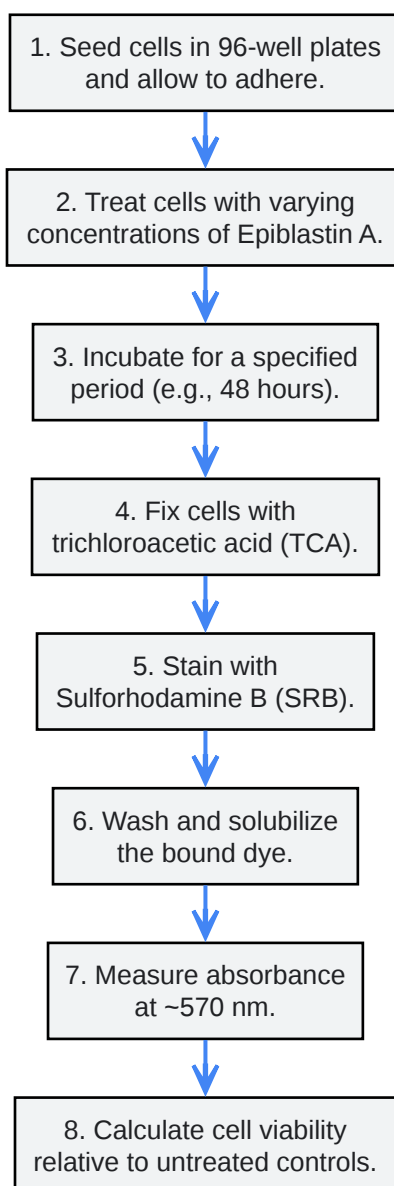 1. Seed cells in 96-well plates
and allow to adhere.
2. Treat cells with varying
concentrations of Epiblastin A.
3. Incubate for a specified
period (e.g., 48 hours).
4. Fix cells with
trichloroacetic acid (TCA).
5. Stain with
Sulforhodamine B (SRB).
6. Wash and solubilize
the bound dye.
7. Measure absorbance
at ~570 nm.
8. Calculate cell viability
relative to untreated controls.